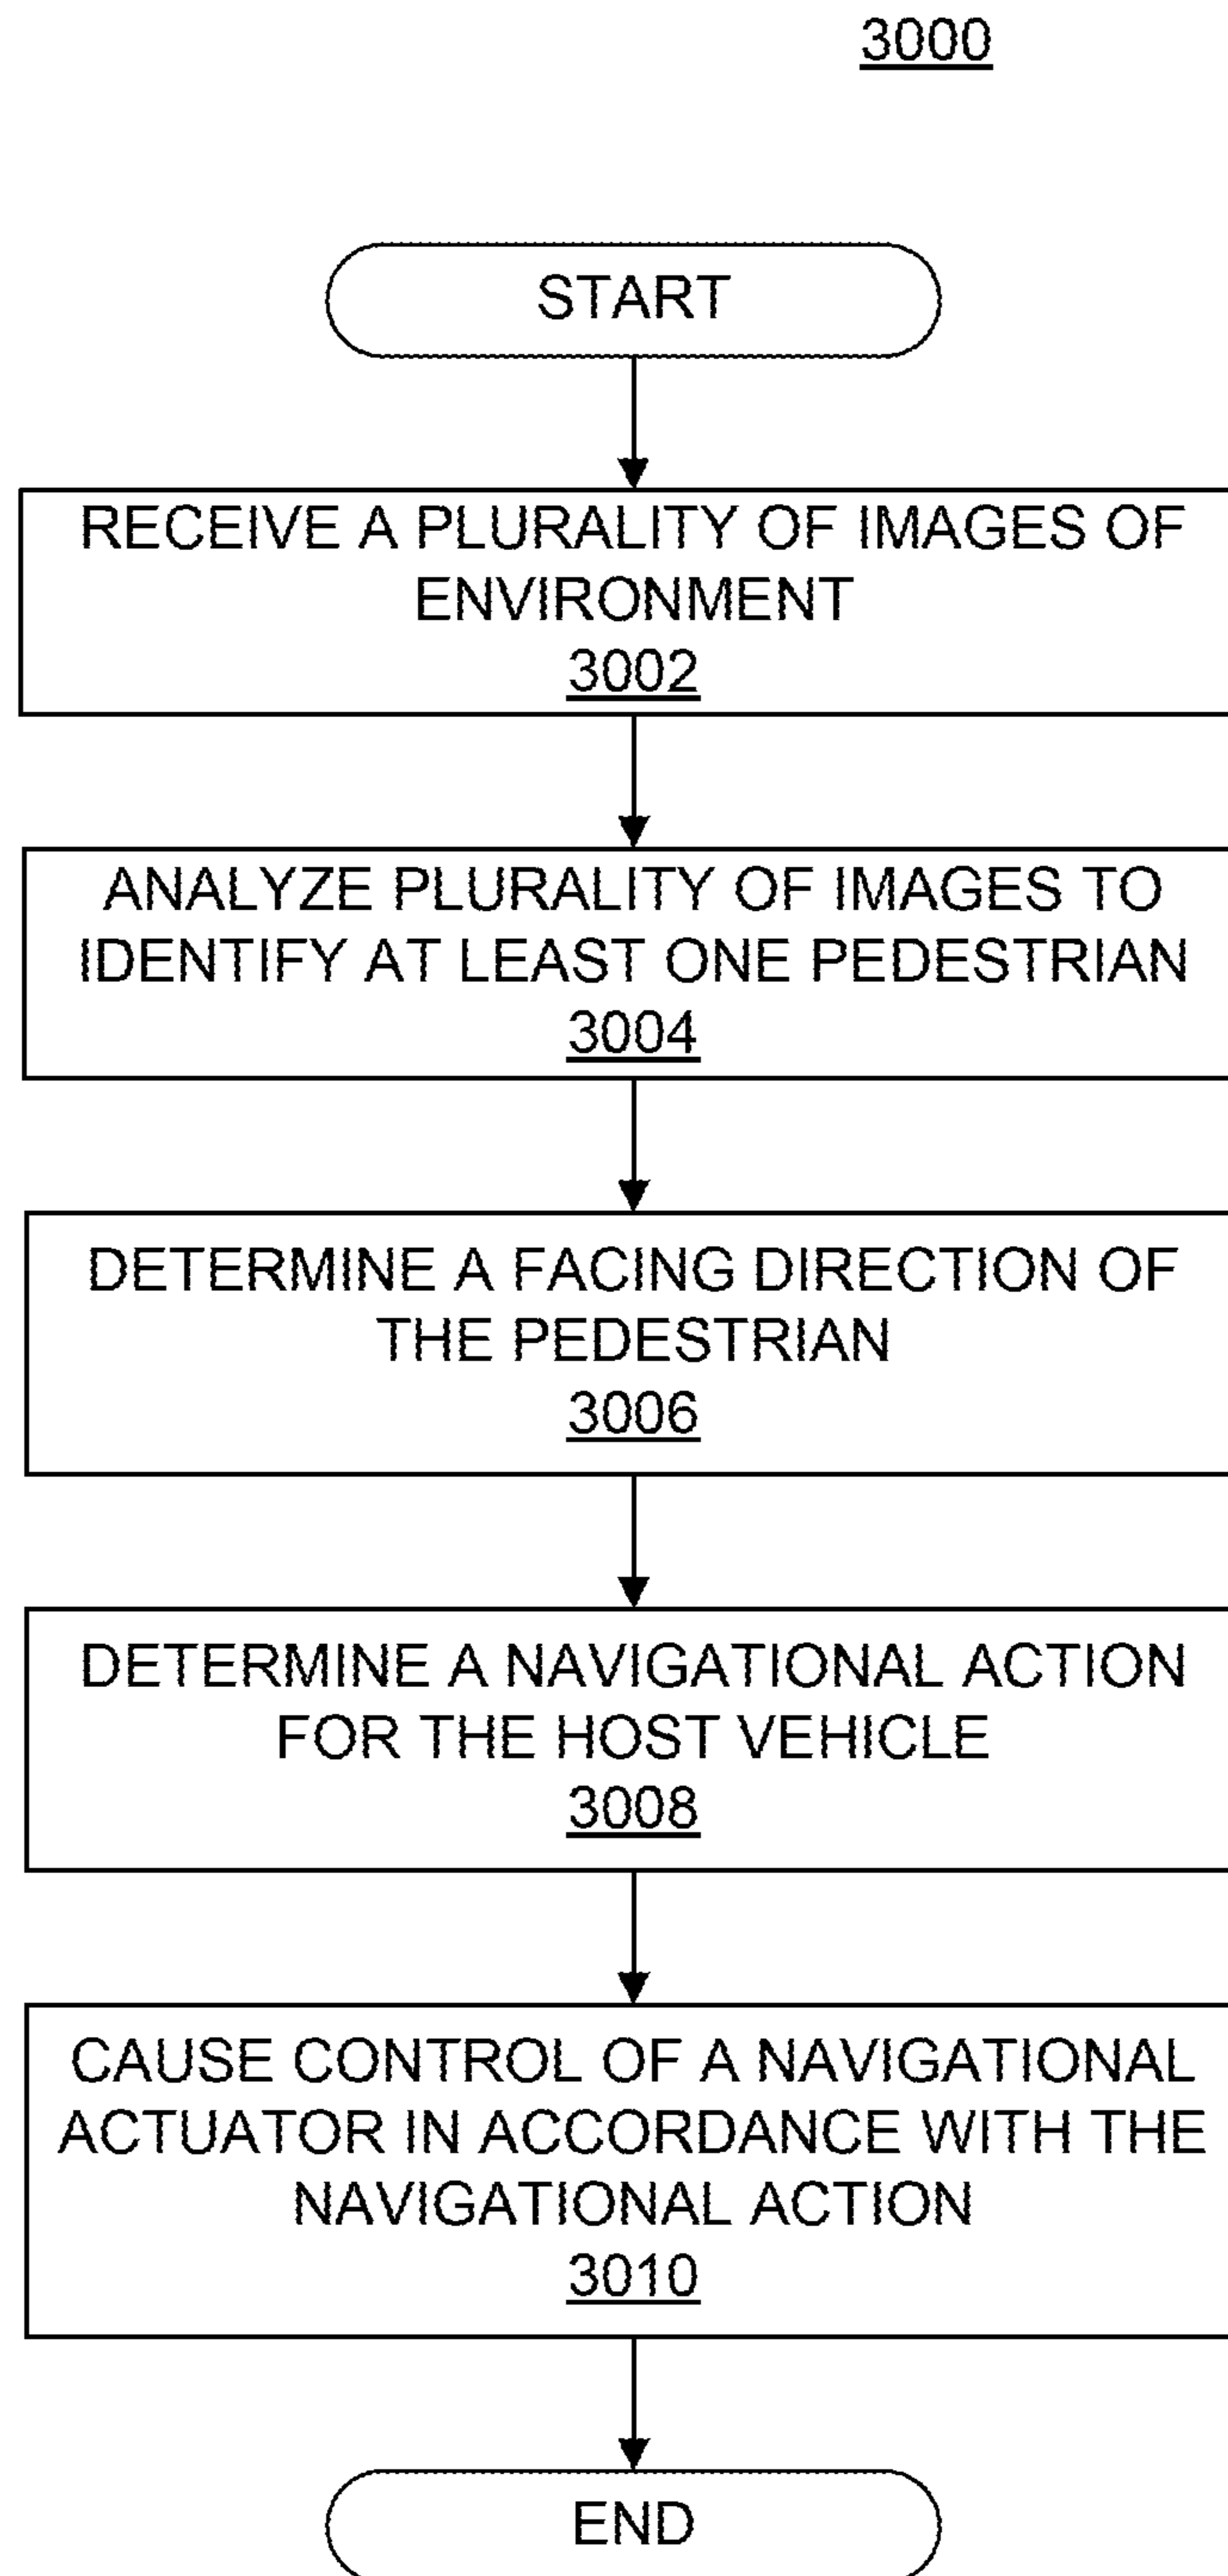 3000
START
RECEIVE A PLURALITY OF IMAGES OF
ENVIRONMENT
3002
ANALYZE PLURALITY OF IMAGES TO
IDENTIFY AT LEAST ONE PEDESTRIAN
3004
DETERMINE A FACING DIRECTION OF
THE PEDESTRIAN
3006
DETERMINE A NAVIGATIONAL ACTION
FOR THE HOST VEHICLE
3008
CAUSE CONTROL OF A NAVIGATIONAL
ACTUATOR IN ACCORDANCE WITH THE
NAVIGATIONAL ACTION
3010
END